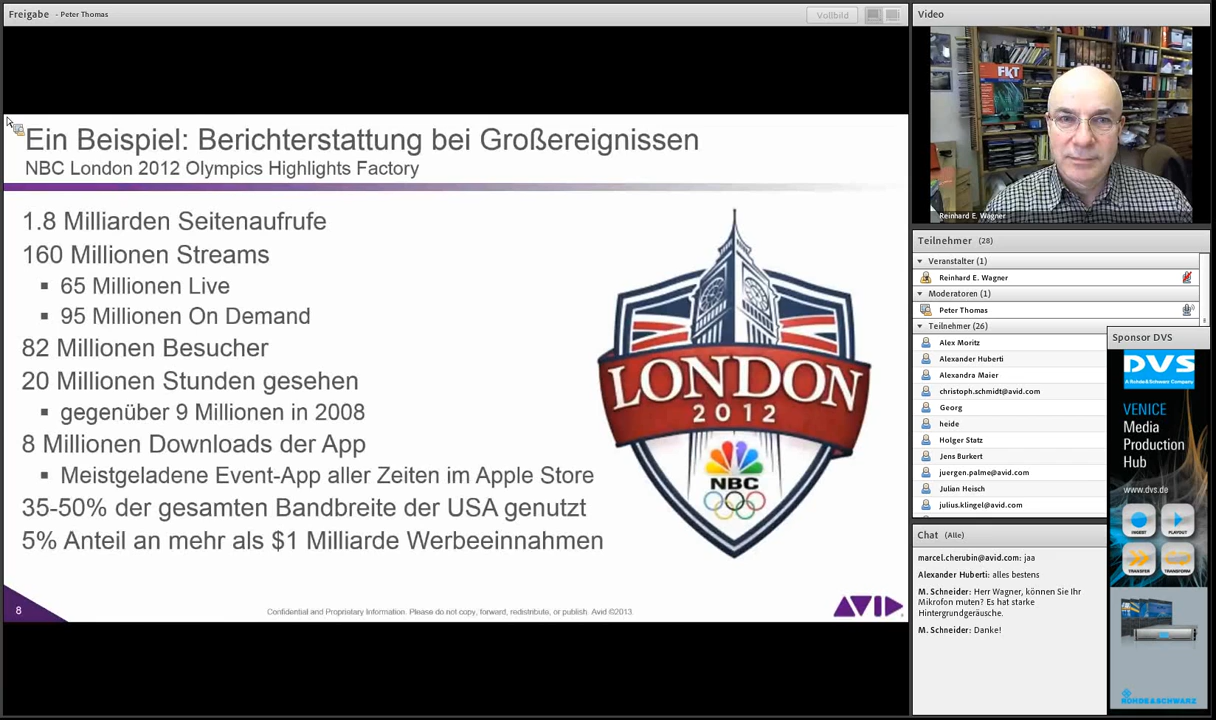 Freigabe - Peter Thomas
Vollbild
Ein Beispiel: Berichterstattung bei Großereignissen
NBC London 2012 Olympics Highlights Factory
1.8 Milliarden Seitenaufrufe
160 Millionen Streams
▪ 65 Millionen Live
▪ 95 Millionen On Demand
82 Millionen Besucher
20 Millionen Stunden gesehen
▪ gegenüber 9 Millionen in 2008
8 Millionen Downloads der App
▪ Meistgeladene Event-App aller Zeiten im Apple Store
35-50% der gesamten Bandbreite der USA genutzt
5% Anteil an mehr als $1 Milliarde Werbeeinnahmen
LONDON
2012
NBC
8
Confidential and Proprietary Information. Please do not copy, forward, redistribute, or publish. Avid ©2013.
AVID
Video
FKT
Reinhard E. Wagner
Teilnehmer (28)
Veranstalter (1)
Reinhard E. Wagner
Moderatoren (1)
Peter Thomas
Teilnehmer (26)
Alex Moritz
Alexander Huberti
Alexandra Maier
christoph.schmidt@avid.com
Georg
heide
Holger Statz
Jens Burkert
juergen.palme@avid.com
Julian Heisch
julius.klingel@avid.com
Chat (Alle)
marcel.cherubin@avid.com: jaa
Alexander Huberti: alles bestens
M. Schneider: Herr Wagner, können Sie Ihr
Mikrofon muten? Es hat starke
Hintergrundgeräusche.
M. Schneider: Danke!
Sponsor DVS
DVS
A Rohde&Schwarz Company
VENICE
Media
Production
Hub
www.dvs.de
INGEST
PLAYOUT
TRANSFER
TRANSFORM
ROHDE&SCHWARZ